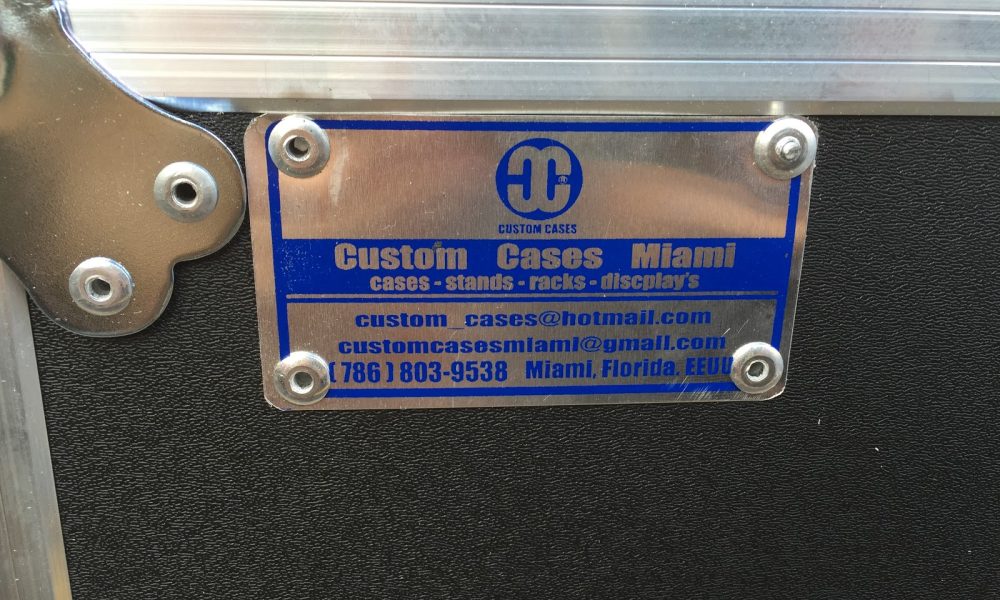 ®
CUSTOM CASES
Custom Cases Miami
cases - stands - racks - discplay's
custom_cases@hotmail.com
customcasesmiami@gmail.com
( 786 ) 803-9538 Miami, Florida. EEUU